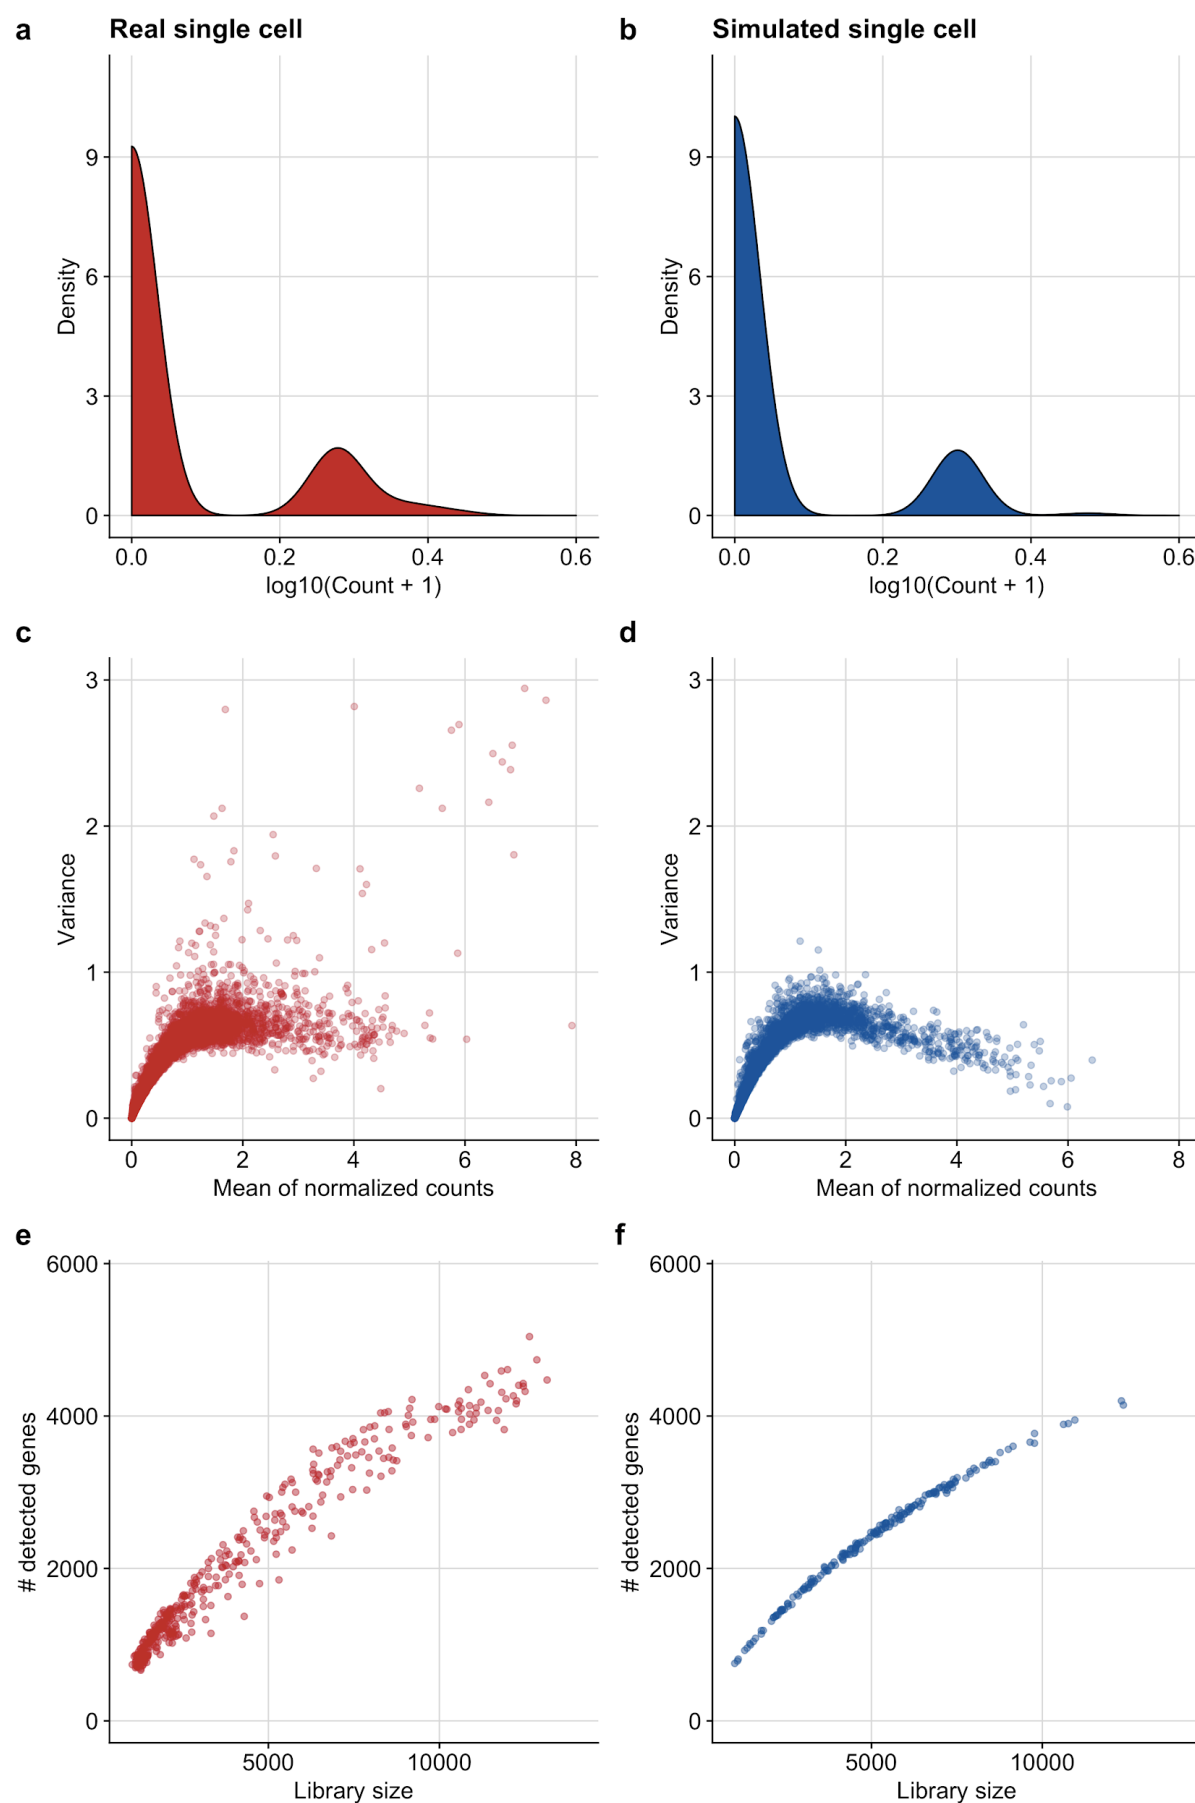 a Real single cell
9
6
3
0
Density
0.0 0.2 0.4 0.6
log10(Count + 1)
b Simulated single cell
9
6
3
0
Density
0.0 0.2 0.4 0.6
log10(Count + 1)
c
3
2
1
0
Variance
0 2 4 6 8
Mean of normalized counts
d
3
2
1
0
Variance
0 2 4 6 8
Mean of normalized counts
e
6000
4000
2000
0
# detected genes
5000 10000
Library size
f
6000
4000
2000
0
# detected genes
5000 10000
Library size